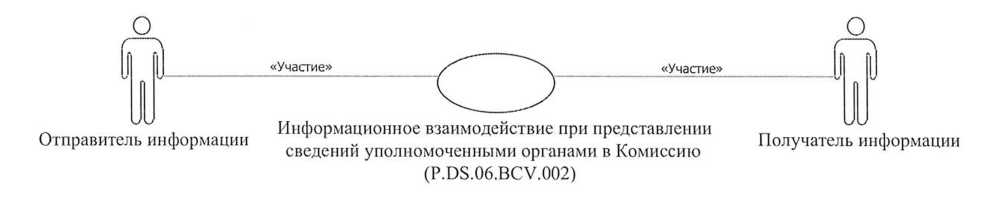 «Участие»
«Участие»
Отправитель информации
Информационное взаимодействие при представлении
сведений уполномоченными органами в Комиссию
(P.DS.06.BCV.002)
Получатель информации